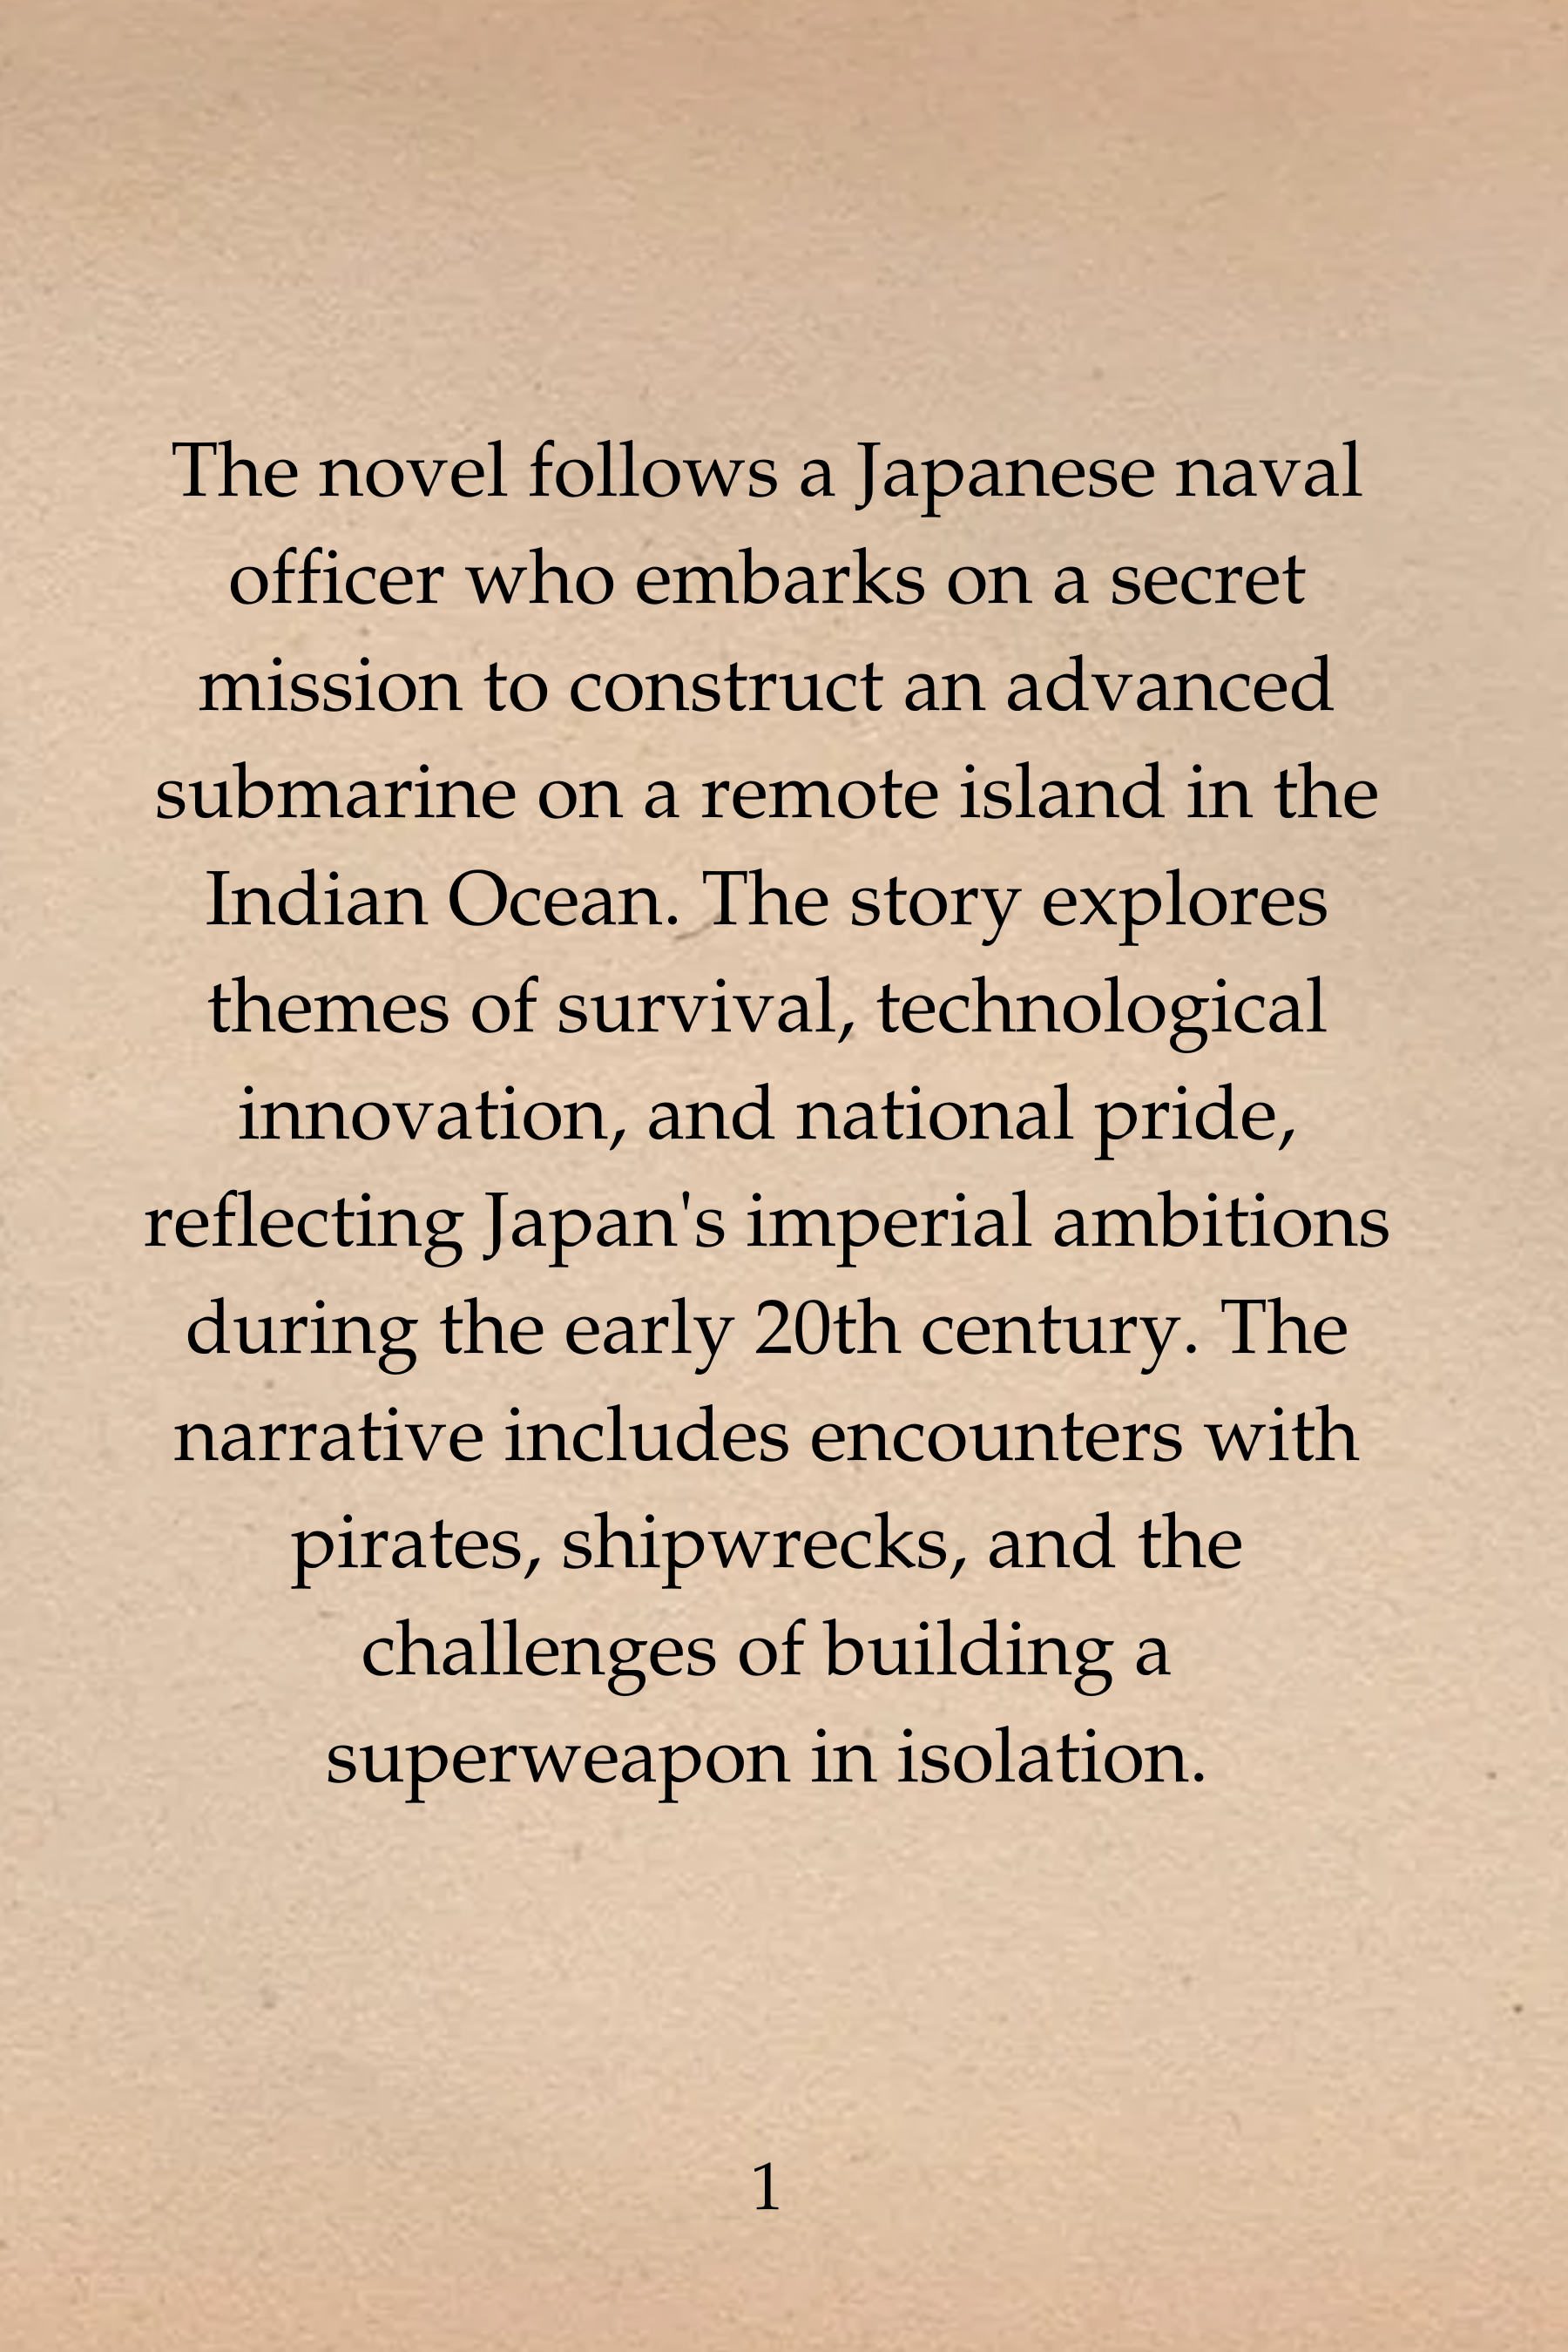 The novel follows a Japanese naval
officer who embarks on a secret
mission to construct an advanced
submarine on a remote island in the
Indian Ocean. The story explores
themes of survival, technological
innovation, and national pride,
reflecting Japan's imperial ambitions
during the early 20th century. The
narrative includes encounters with
pirates, shipwrecks, and the
challenges of building a
superweapon in isolation.
1